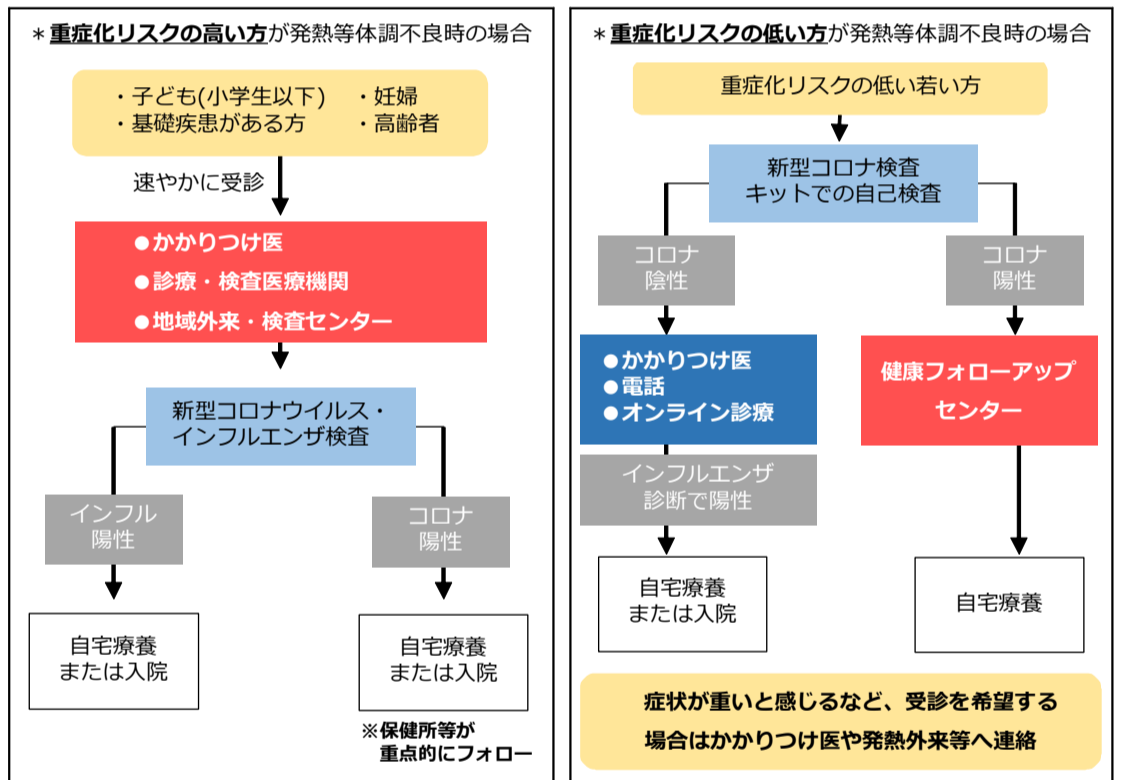 ＊重症化リスクの高い方が発熱等体調不良時の場合
・子ども(小学生以下)　・妊婦
・基礎疾患がある方　・高齢者
速やかに受診
●かかりつけ医
●診療・検査医療機関
●地域外来・検査センター
新型コロナウイルス・
インフルエンザ検査
インフル
陽性
コロナ
陽性
自宅療養
または入院
自宅療養
または入院
※保健所等が
重点的にフォロー
＊重症化リスクの低い方が発熱等体調不良時の場合
重症化リスクの低い若い方
新型コロナ検査
キットでの自己検査
コロナ
陰性
コロナ
陽性
●かかりつけ医
●電話
●オンライン診療
健康フォローアップ
センター
インフルエンザ
診断で陽性
自宅療養
または入院
自宅療養
症状が重いと感じるなど、受診を希望する
場合はかかりつけ医や発熱外来等へ連絡